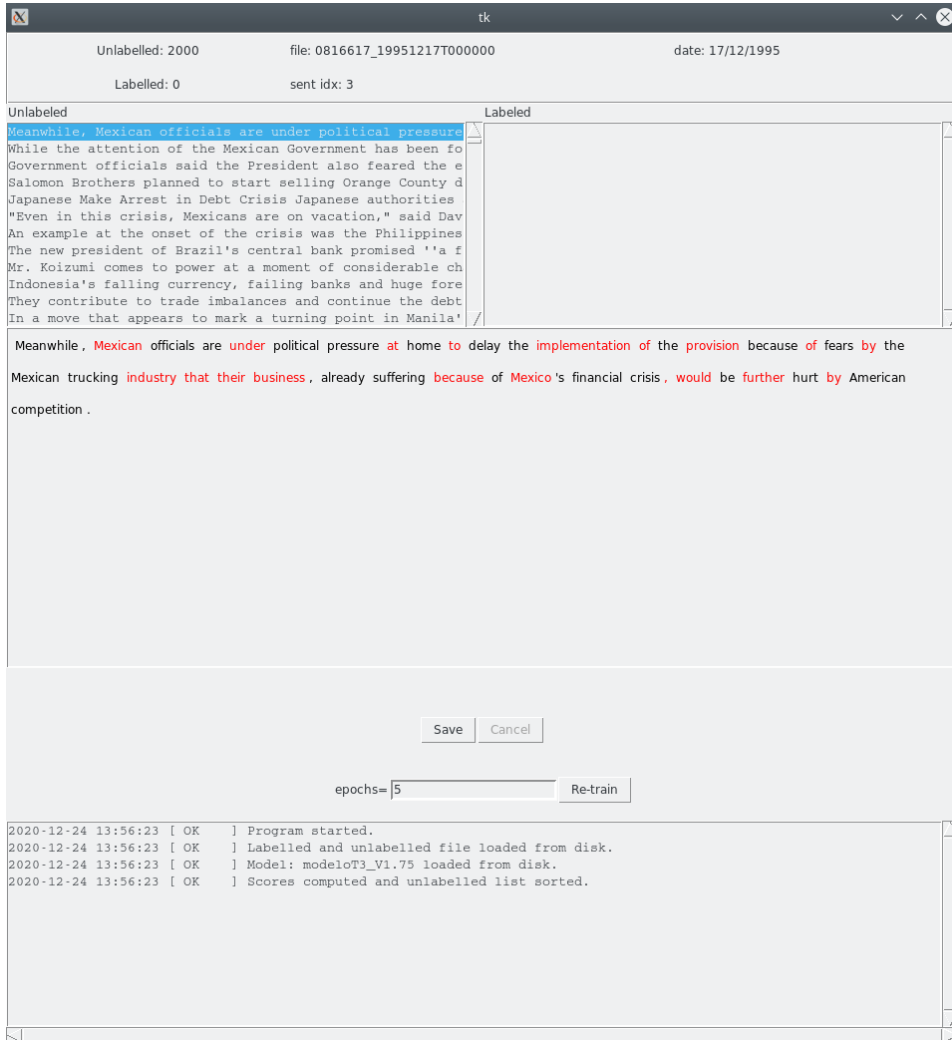 tk
Unlabelled: 2000 file: 0816617_19951217T000000 date: 17/12/1995
Labelled: 0 sent idx: 3
Unlabeled Labeled
Meanwhile, Mexican officials are under political pressure
While the attention of the Mexican Government has been fo
Government officials said the President also feared the e
Salomon Brothers planned to start selling Orange County d
Japanese Make Arrest in Debt Crisis Japanese authorities
"Even in this crisis, Mexicans are on vacation," said Dav
An example at the onset of the crisis was the Philippines
The new president of Brazil's central bank promised ''a f
Mr. Koizumi comes to power at a moment of considerable ch
Indonesia's falling currency, failing banks and huge fore
They contribute to trade imbalances and continue the debt
In a move that appears to mark a turning point in Manila'
Meanwhile , Mexican officials are under political pressure at home to delay the implementation of the provision because of fears by the
Mexican trucking industry that their business , already suffering because of Mexico 's financial crisis , would be further hurt by American
competition .
Save Cancel
epochs= 5 Re-train
2020-12-24 13:56:23 [ OK ] Program started.
2020-12-24 13:56:23 [ OK ] Labelled and unlabelled file loaded from disk.
2020-12-24 13:56:23 [ OK ] Model: modeloT3_V1.75 loaded from disk.
2020-12-24 13:56:23 [ OK ] Scores computed and unlabelled list sorted.